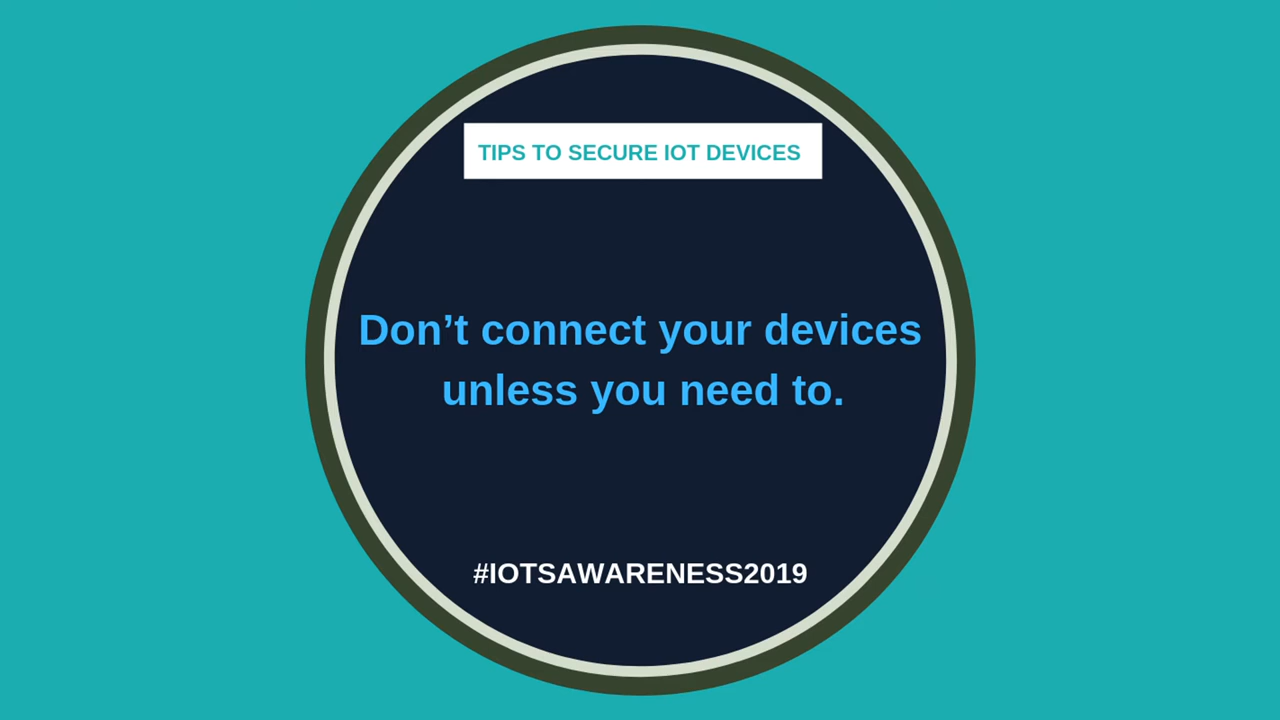 TIPS TO SECURE IOT DEVICES
Don’t connect your devices
unless you need to.
#IOTSAWARENESS2019